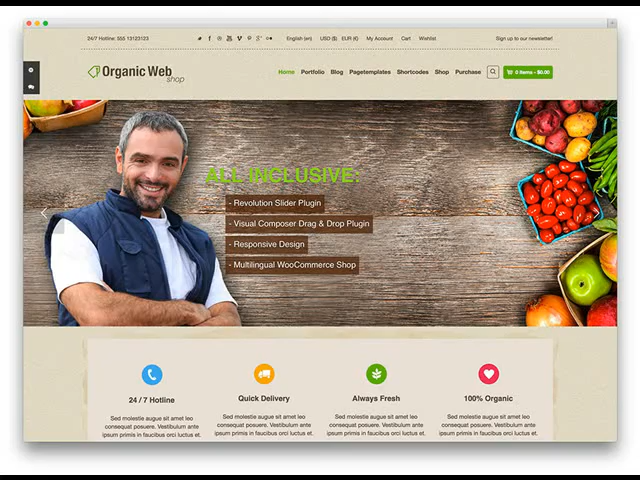 24/7 Hotline: 555 13123123
English (en) USD ($) EUR (€) My Account Cart Wishlist
Sign up to our newsletter!
Organic Web
shop
Home Portfolio Blog Pagetemplates Shortcodes Shop Purchase
0 items - $0.00
ALL INCLUSIVE:
- Revolution Slider Plugin
- Visual Composer Drag & Drop Plugin
- Responsive Design
- Multilingual WooCommerce Shop
24 / 7 Hotline
Sed molestie augue sit amet leo
consequat posuere. Vestibulum ante
ipsum primis in faucibus orci luctus et.
Quick Delivery
Sed molestie augue sit amet leo
consequat posuere. Vestibulum ante
ipsum primis in faucibus orci luctus et.
Always Fresh
Sed molestie augue sit amet leo
consequat posuere. Vestibulum ante
ipsum primis in faucibus orci luctus et.
100% Organic
Sed molestie augue sit amet leo
consequat posuere. Vestibulum ante
ipsum primis in faucibus orci luctus et.